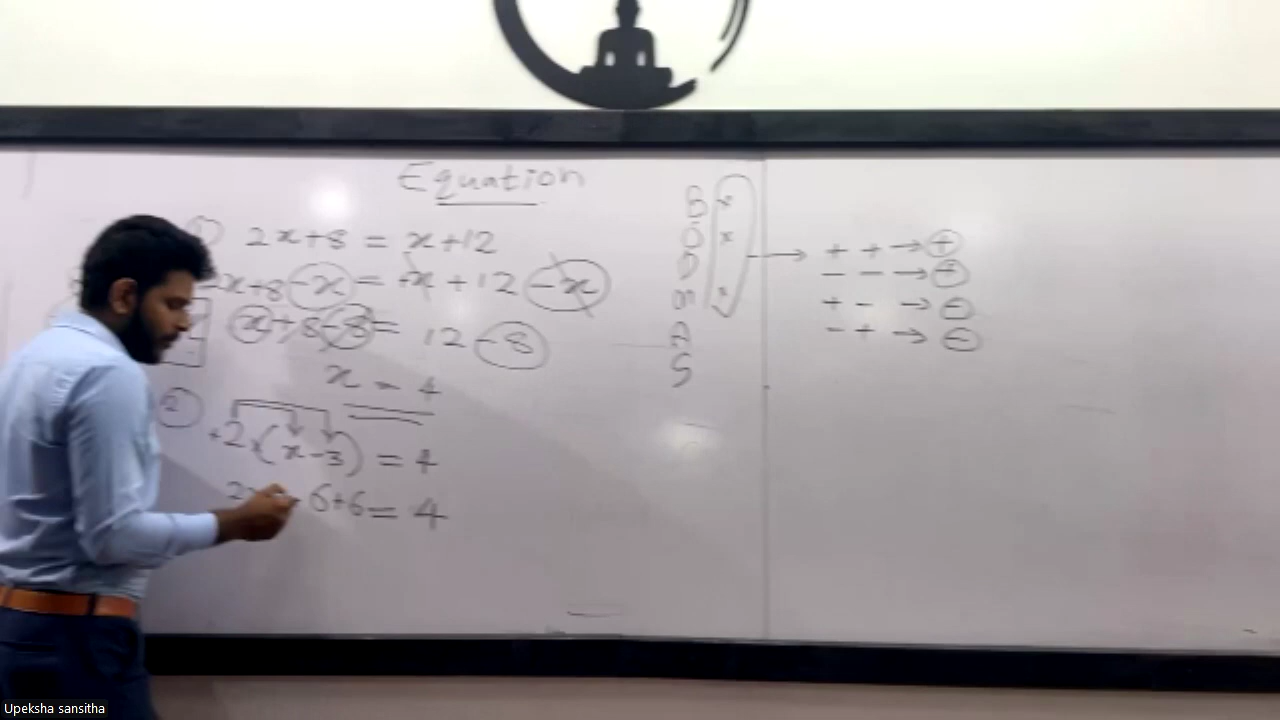 Equation
2x+8 = x+12
2x+8-x = x+12-x
x+8-8 = 12-8
x = 4
2
+2×(x-3) = 4
6+6 = 4
B ×
O ×
D
m ×
A
S
+ + → +
- - → +
+ - → -
- + → -
Upeksha sansitha